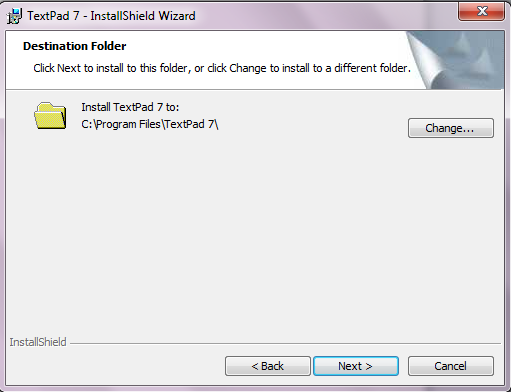 TextPad 7 - InstallShield Wizard
Destination Folder
Click Next to install to this folder, or click Change to install to a different folder.
Install TextPad 7 to:
C:\Program Files\TextPad 7\
Change...
InstallShield
< Back
Next >
Cancel